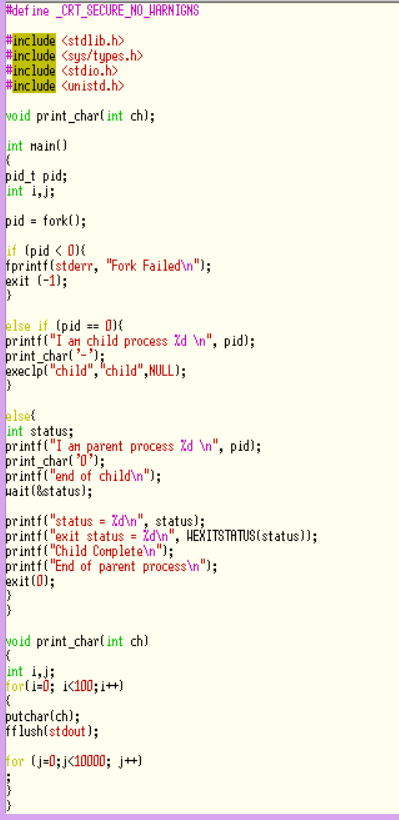 #define _CRT_SECURE_NO_WARNIGNS
#include <stdlib.h>
#include <sys/types.h>
#include <stdio.h>
#include <unistd.h>
void print_char(int ch);
int main()
{
pid_t pid;
int i,j;
pid = fork();
if (pid < 0){
fprintf(stderr, "Fork Failed\n");
exit (-1);
}
else if (pid == 0){
printf("I am child process %d \n", pid);
print_char('-');
execlp("child","child",NULL);
}
else{
int status;
printf("I am parent process %d \n", pid);
print_char('0');
printf("end of child\n");
wait(&status);
printf("status = %d\n", status);
printf("exit status = %d\n", WEXITSTATUS(status));
printf("Child Complete\n");
printf("End of parent process\n");
exit(0);
}
}
void print_char(int ch)
{
int i,j;
for(i=0; i<100;i++)
{
putchar(ch);
fflush(stdout);
for (j=0;j<10000; j++)
;
}
}